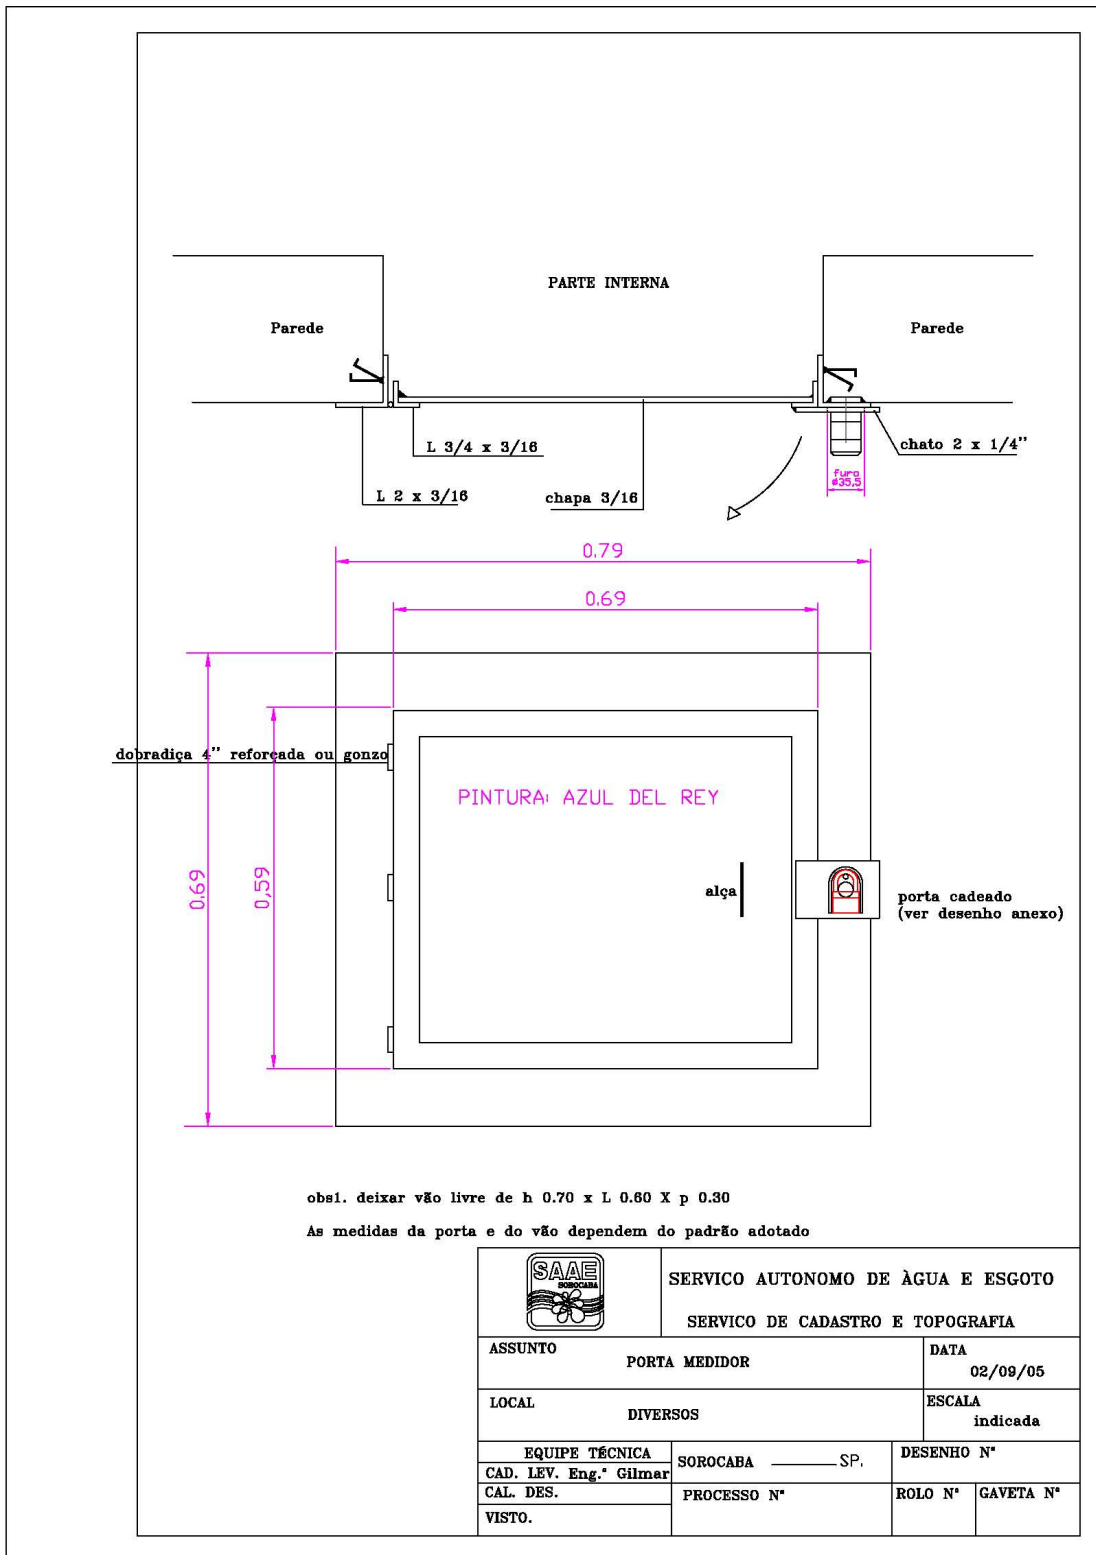 PARTE INTERNA
Parede
Parede
L 3/4 x 3/16
chato 2 x 1/4"
L 2 x 3/16
chapa 3/16
furo
ø35,5
0.79
0.69
dobradiça 4'' reforçada ou gonzo
PINTURA: AZUL DEL REY
0.69
0,59
alça
porta cadeado
(ver desenho anexo)
obs1. deixar vão livre de h 0.70 x L 0.60 X p 0.30
As medidas da porta e do vão dependem do padrão adotado
SAAE
SOROCABA
SERVICO AUTONOMO DE ÀGUA E ESGOTO
SERVICO DE CADASTRO E TOPOGRAFIA
ASSUNTO
PORTA MEDIDOR
DATA
02/09/05
LOCAL
DIVERSOS
ESCALA
indicada
EQUIPE TÉCNICA
CAD. LEV. Eng.ª Gilmar
CAL. DES.
VISTO.
SOROCABA ______ SP.
DESENHO Nª
PROCESSO Nª
ROLO Nª
GAVETA Nª